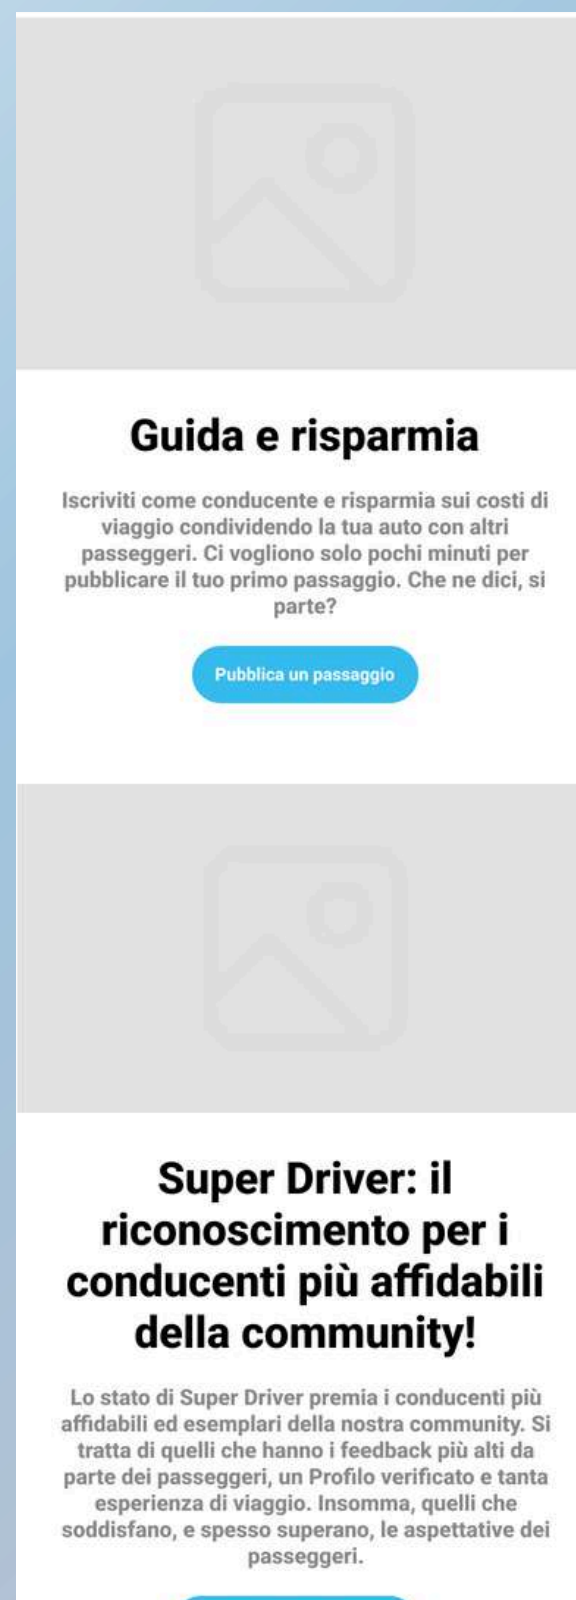 Guida e risparmia
Iscriviti come conducente e risparmia sui costi di
viaggio condividendo la tua auto con altri
passeggeri. Ci vogliono solo pochi minuti per
pubblicare il tuo primo passaggio. Che ne dici, si
parte?
Pubblica un passaggio
Super Driver: il
riconoscimento per i
conducenti più affidabili
della community!
Lo stato di Super Driver premia i conducenti più
affidabili ed esemplari della nostra community. Si
tratta di quelli che hanno i feedback più alti da
parte dei passeggeri, un Profilo verificato e tanta
esperienza di viaggio. Insomma, quelli che
soddisfano, e spesso superano, le aspettative dei
passeggeri.